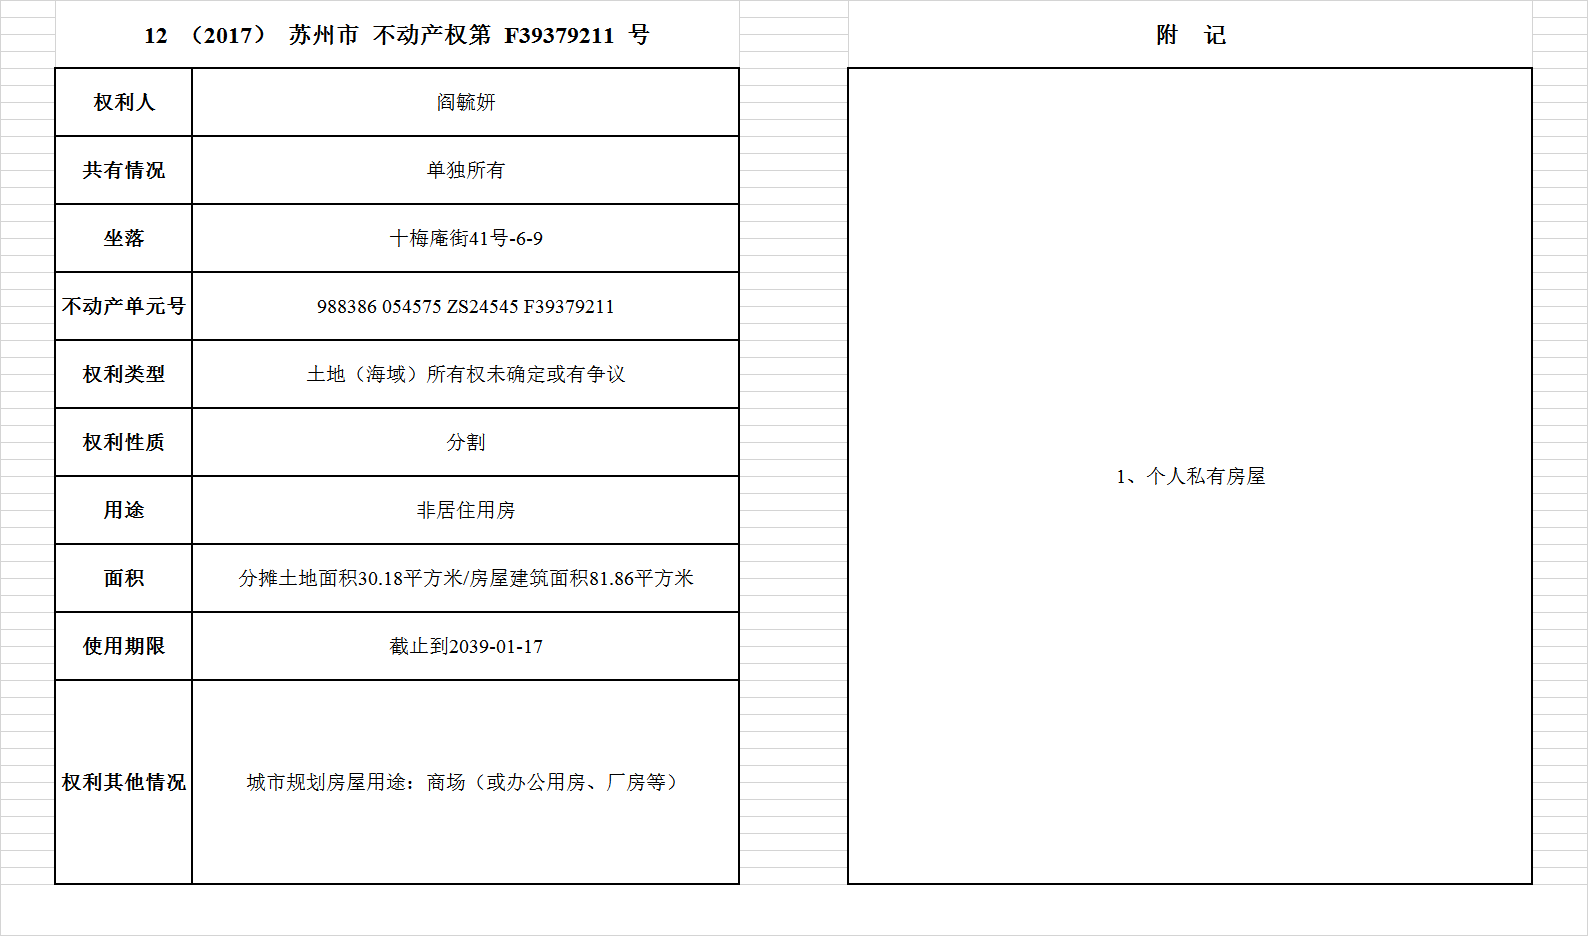 12 （2017） 苏州市 不动产权第 F39379211 号
权利人 阎毓妍
共有情况 单独所有
坐落 十梅庵街41号-6-9
不动产单元号 988386 054575 ZS24545 F39379211
权利类型 土地（海域）所有权未确定或有争议
权利性质 分割
用途 非居住用房
面积 分摊土地面积30.18平方米/房屋建筑面积81.86平方米
使用期限 截止到2039-01-17
权利其他情况 城市规划房屋用途：商场（或办公用房、厂房等）
附 记
1、个人私有房屋